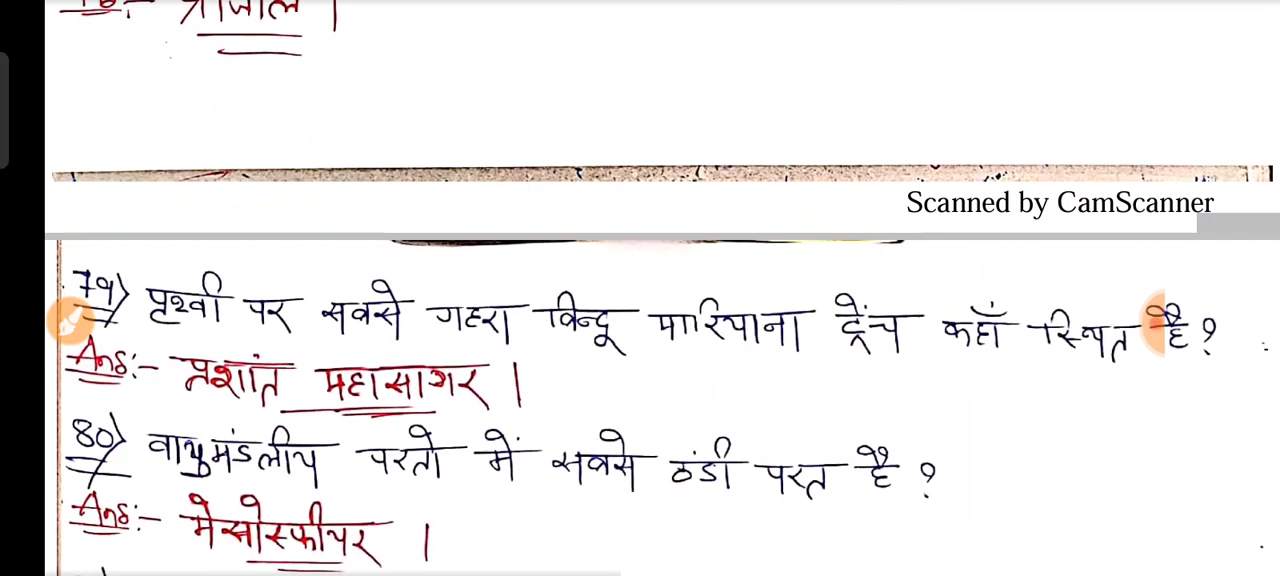 Scanned by CamScanner
79) पृथ्वी पर सबसे गहरा विन्दू मारियाना ट्रेंच कहाँ स्थित है ?
Ans:- प्रशांत महासागर ।
80) वायुमंडलीय परतो में सबसे ठंडी परत है ?
Ans:- मेसोस्फीयर ।